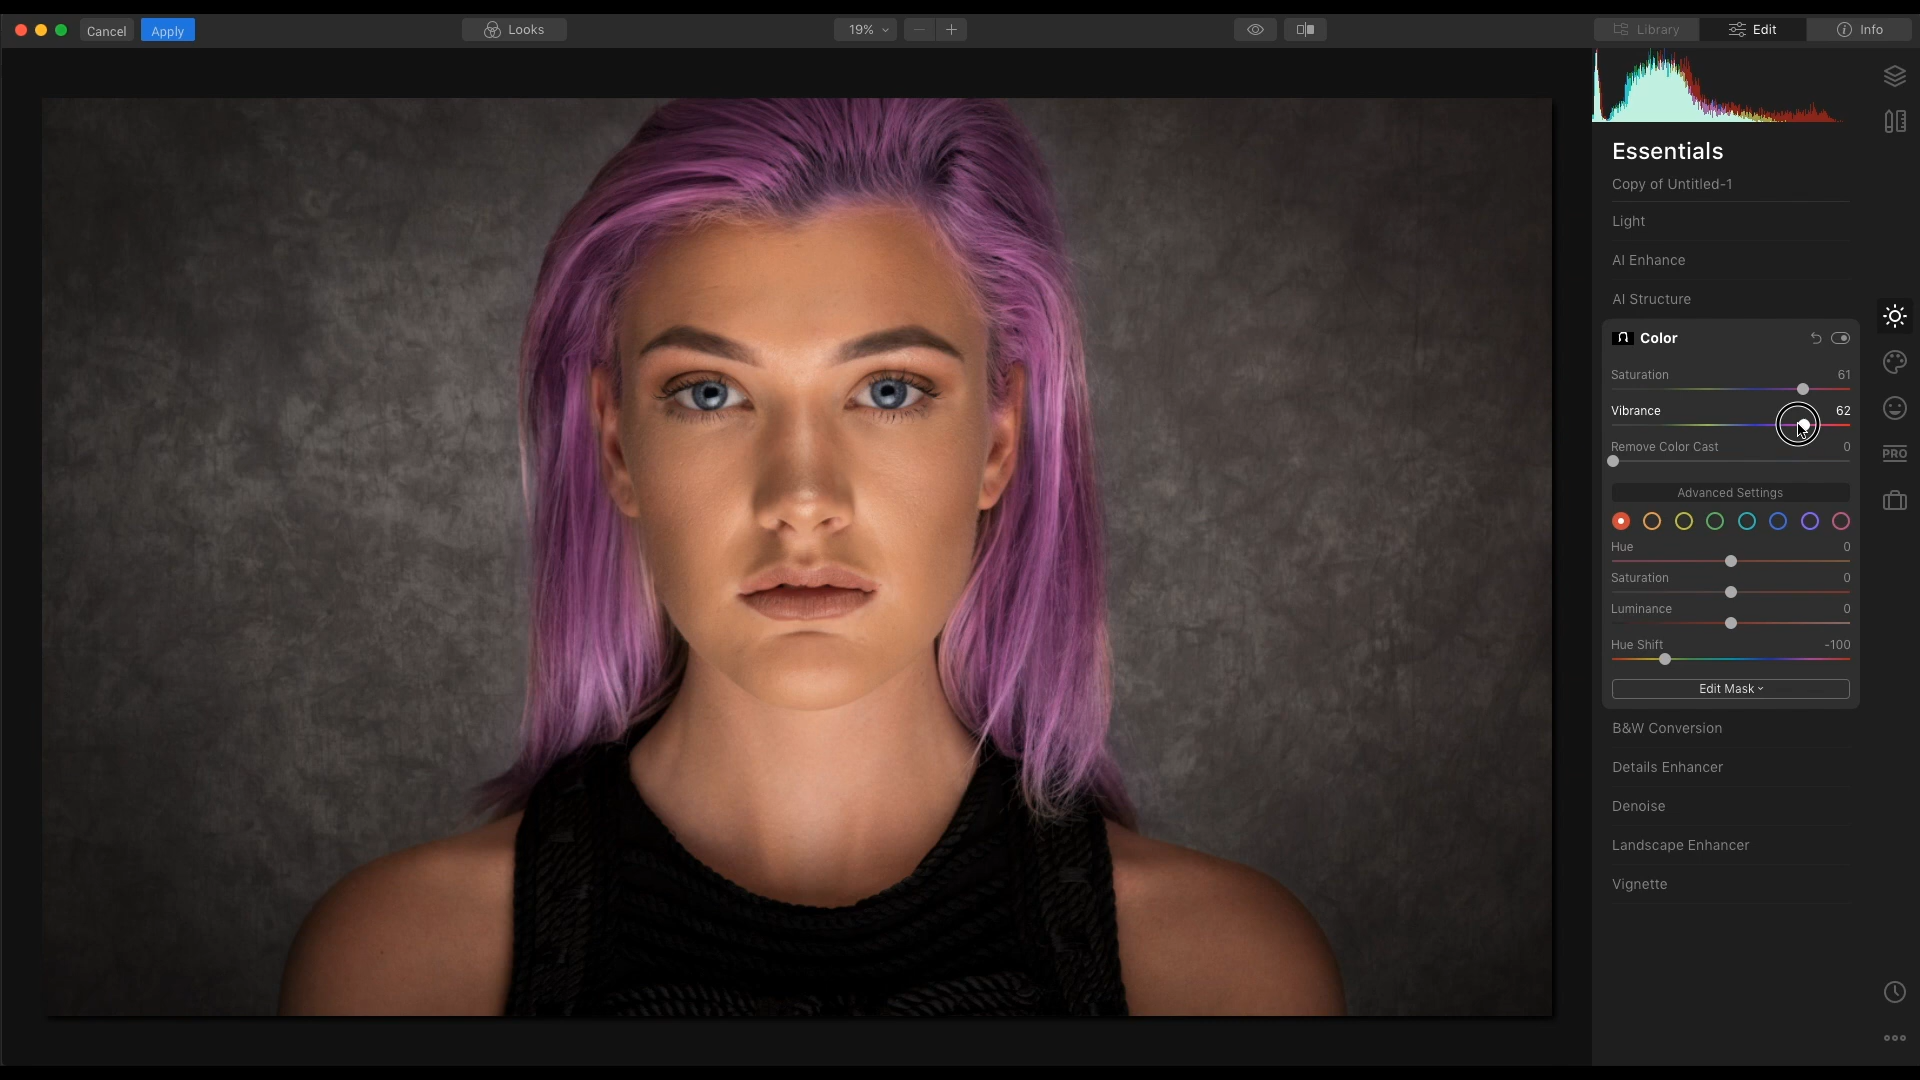 Cancel
Apply
Looks
19%
Library
Edit
Info
Essentials
Copy of Untitled-1
Light
AI Enhance
AI Structure
Color
Saturation 61
Vibrance 62
Remove Color Cast 0
Advanced Settings
Hue 0
Saturation 0
Luminance 0
Hue Shift -100
Edit Mask
B&W Conversion
Details Enhancer
Denoise
Landscape Enhancer
Vignette
PRO